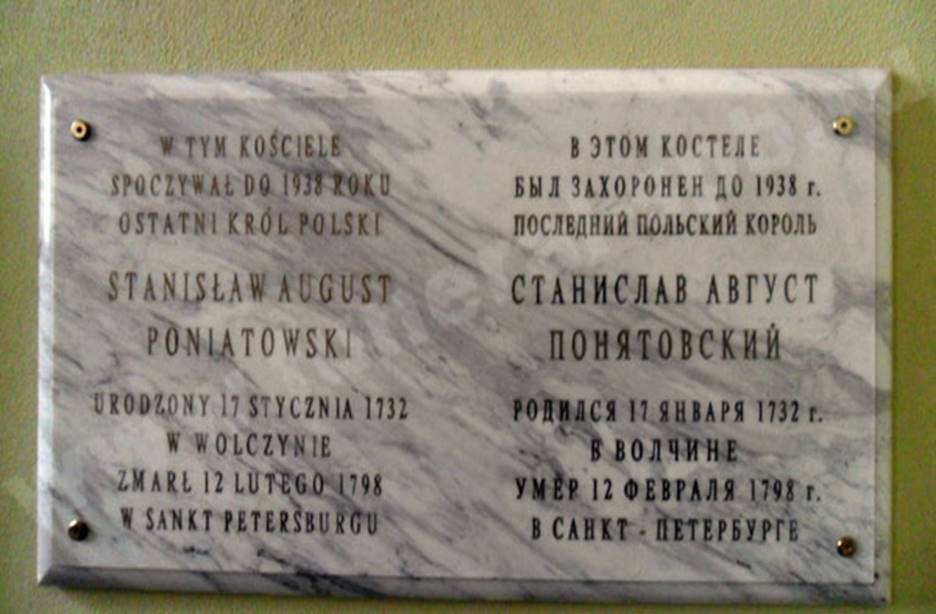 W TYM KOŚCIELE
SPOCZYWAŁ DO 1938 ROKU
OSTATNI KRÓL POLSKI
STANISŁAW AUGUST
PONIATOWSKI
URODZONY 17 STYCZNIA 1732
W WOLCZYNIE
ZMARŁ 12 LUTEGO 1798
W SANKT PETERSBURGU
В ЭТОМ КОСТЕЛЕ
БЫЛ ЗАХОРОНЕН ДО 1938 г.
ПОСЛЕДНИЙ ПОЛЬСКИЙ КОРОЛЬ
СТАНИСЛАВ АВГУСТ
ПОНЯТОВСКИЙ
РОДИЛСЯ 17 ЯНВАРЯ 1732 г.
В ВОЛЧИНЕ
УМЕР 12 ФЕВРАЛЯ 1798 г.
В САНКТ - ПЕТЕРБУРГЕ